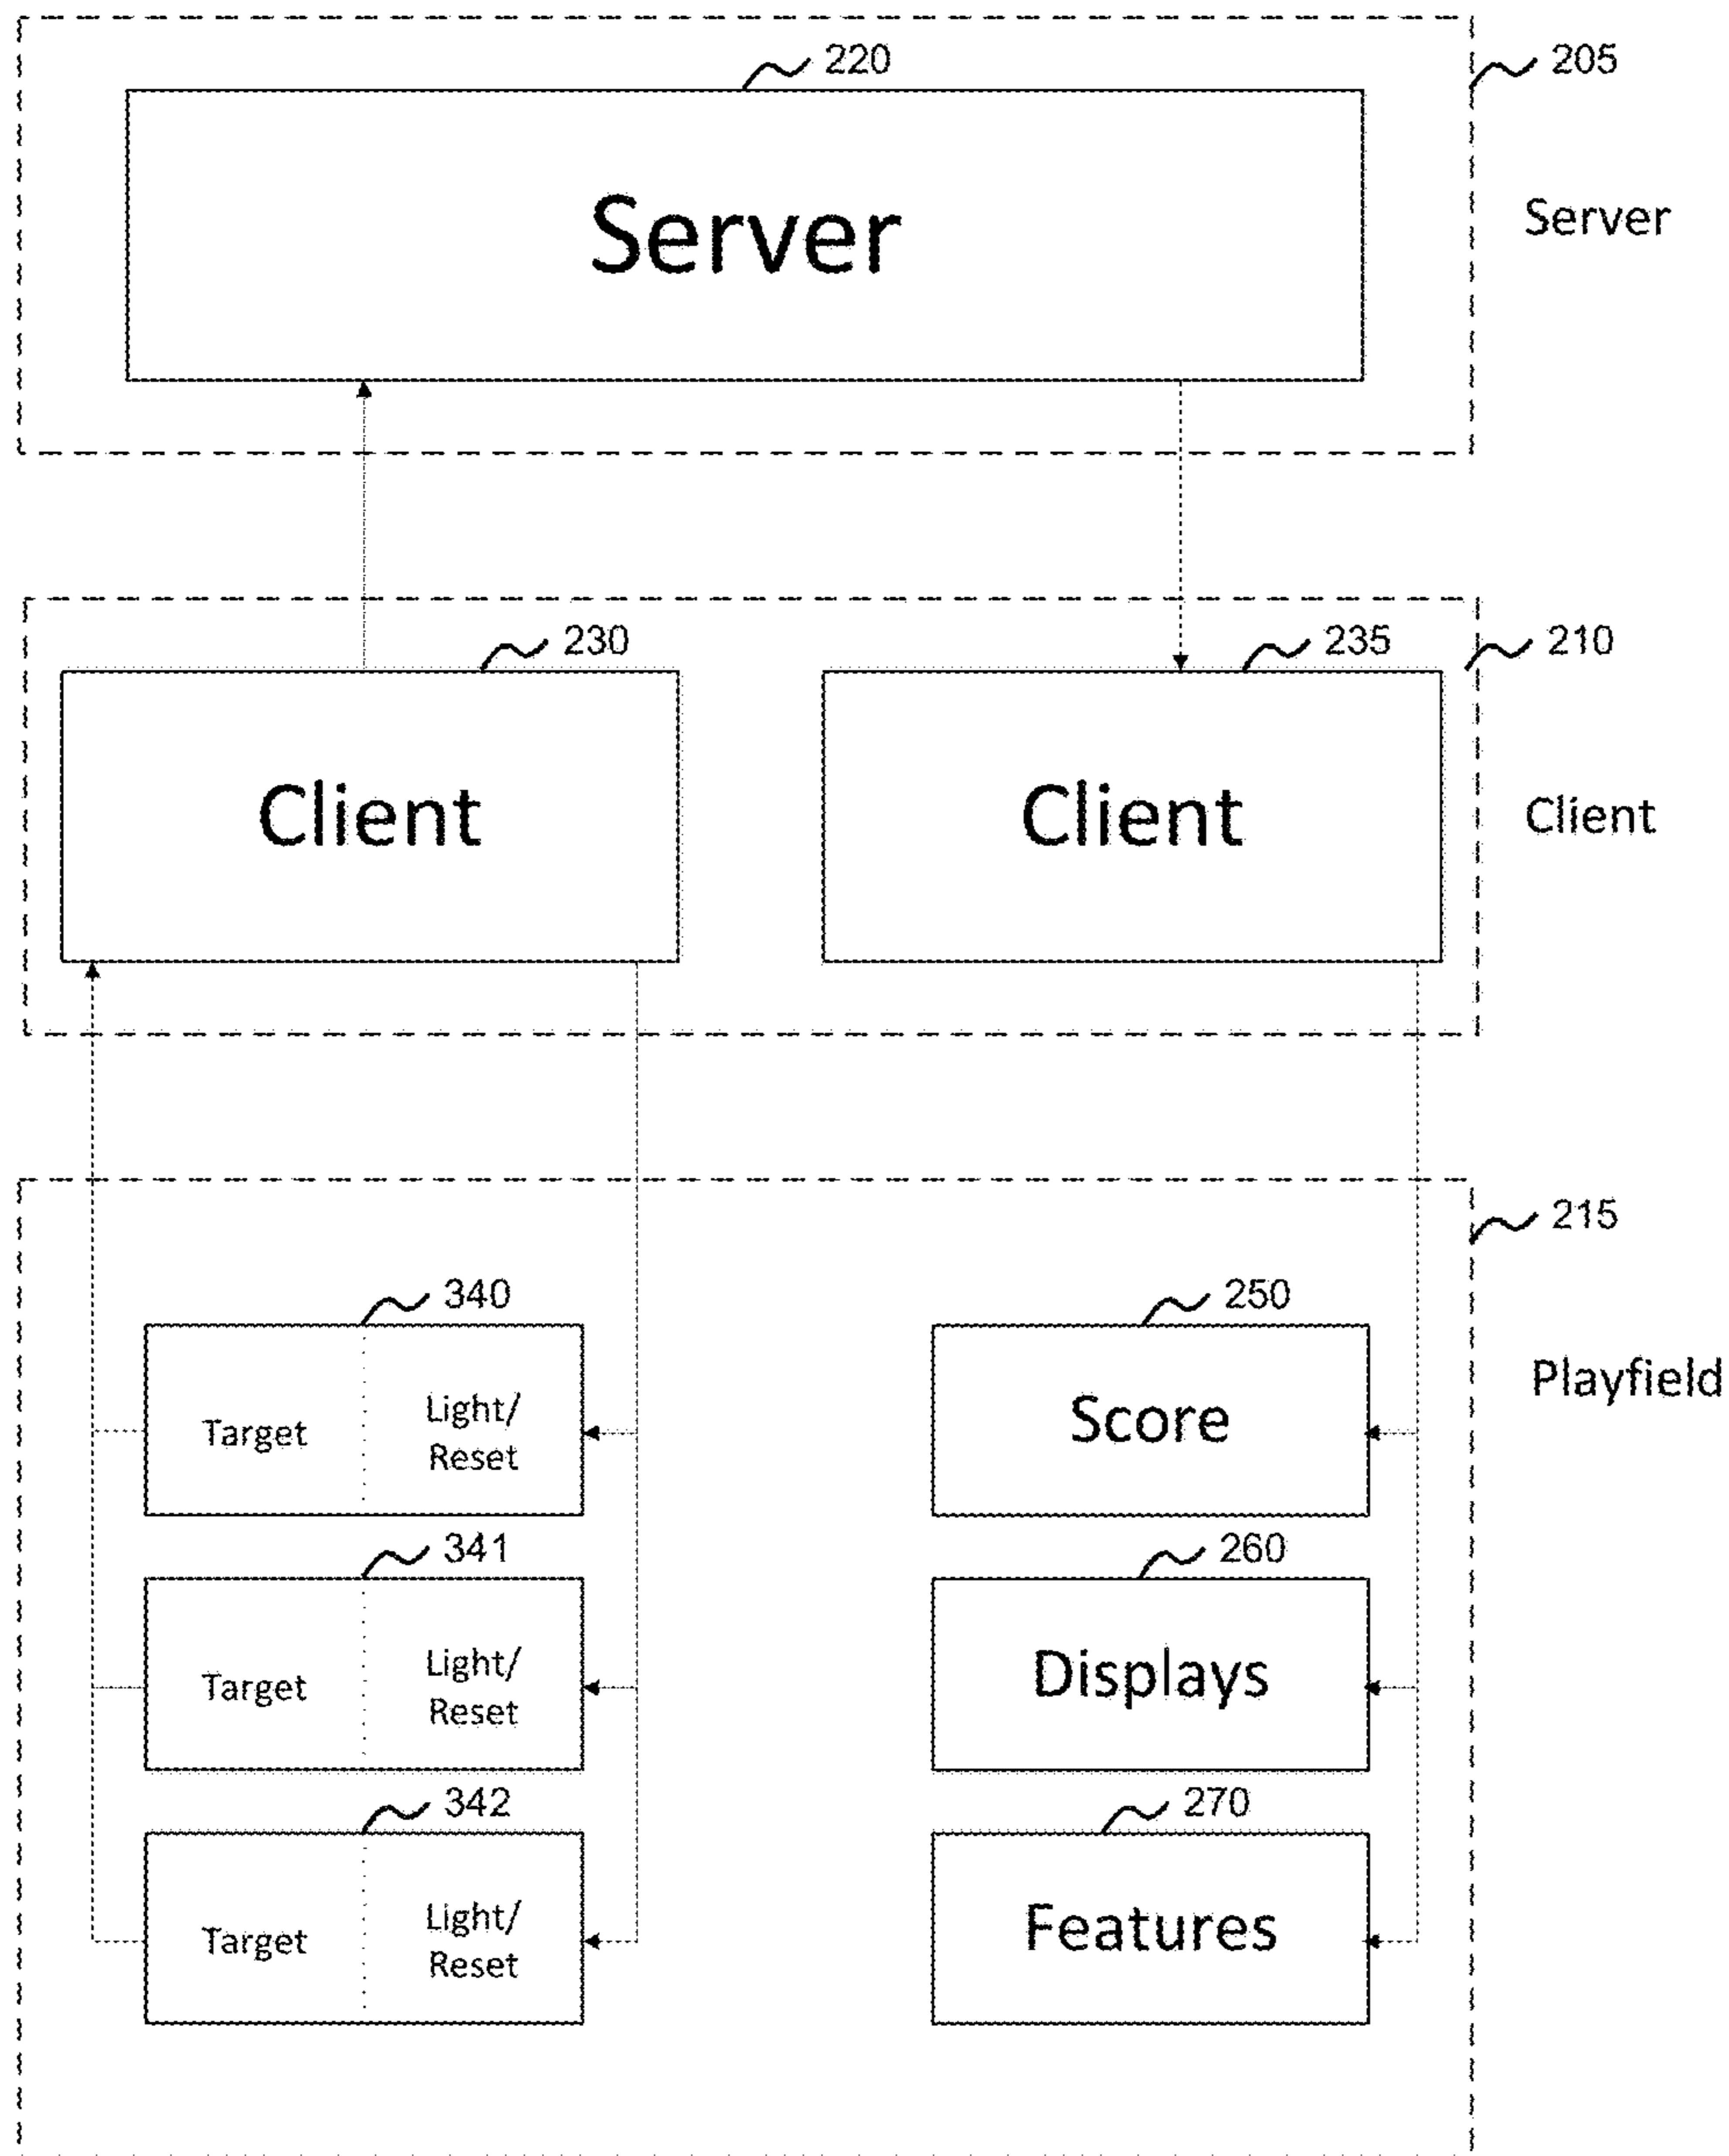 220
205
Server
Server
230
235
210
Client
Client
Client
215
340
250
Target
Light/
Reset
Score
Playfield
341
260
Target
Light/
Reset
Displays
342
270
Target
Light/
Reset
Features